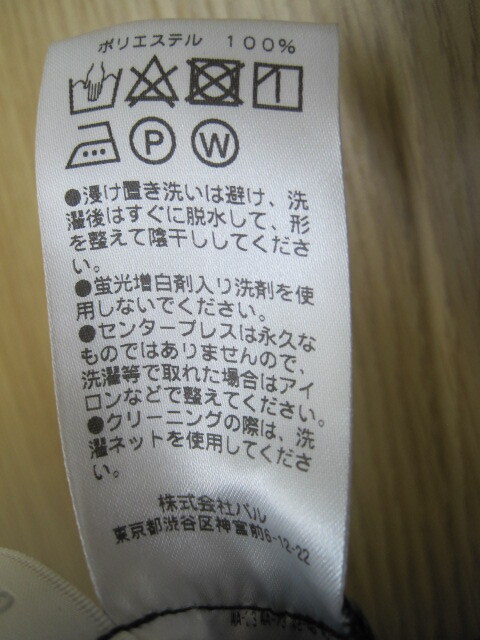 ポリエステル 100%
P W
●浸け置き洗いは避け、洗
濯後はすぐに脱水して、形
を整えて陰干ししてくださ
い。
●蛍光増白剤入り洗剤を使
用しないでください。
●センタープレスは永久な
ものではありませんので、
洗濯等で取れた場合はアイ
ロンなどで整えてください。
●クリーニングの際は、洗
濯ネットを使用してくださ
い。
株式会社パル
東京都渋谷区神宮前6-12-22